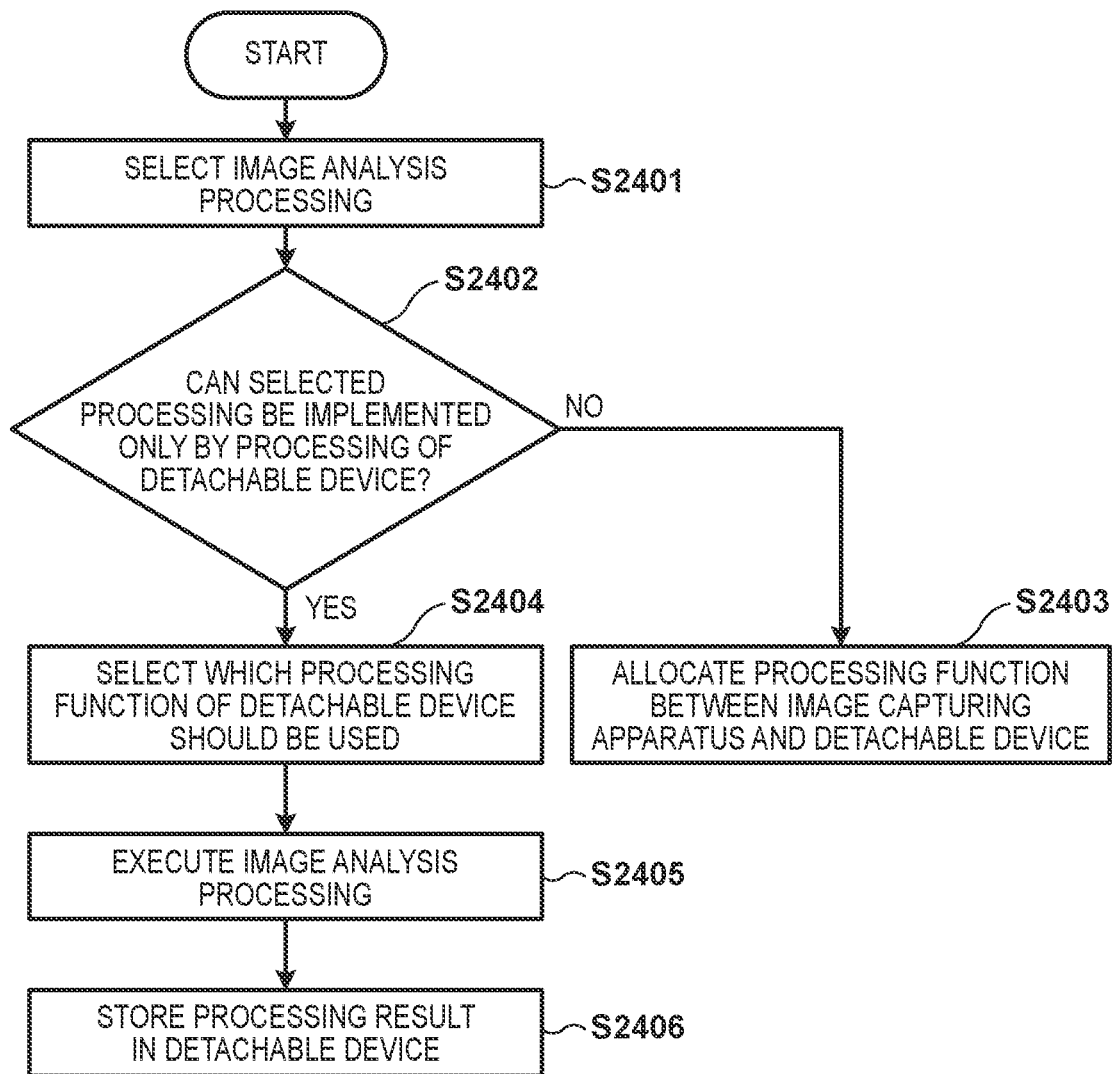 START
SELECT IMAGE ANALYSIS
PROCESSING
S2401
S2402
CAN SELECTED
PROCESSING BE IMPLEMENTED
ONLY BY PROCESSING OF
DETACHABLE DEVICE?
NO
YES
S2404
SELECT WHICH PROCESSING
FUNCTION OF DETACHABLE DEVICE
SHOULD BE USED
S2403
ALLOCATE PROCESSING FUNCTION
BETWEEN IMAGE CAPTURING
APPARATUS AND DETACHABLE DEVICE
EXECUTE IMAGE ANALYSIS
PROCESSING
S2405
STORE PROCESSING RESULT
IN DETACHABLE DEVICE
S2406